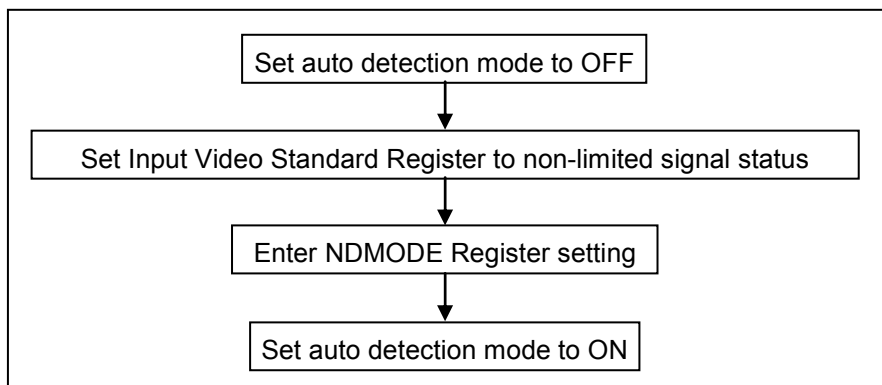 Set auto detection mode to OFF
Set Input Video Standard Register to non-limited signal status
Enter NDMODE Register setting
Set auto detection mode to ON